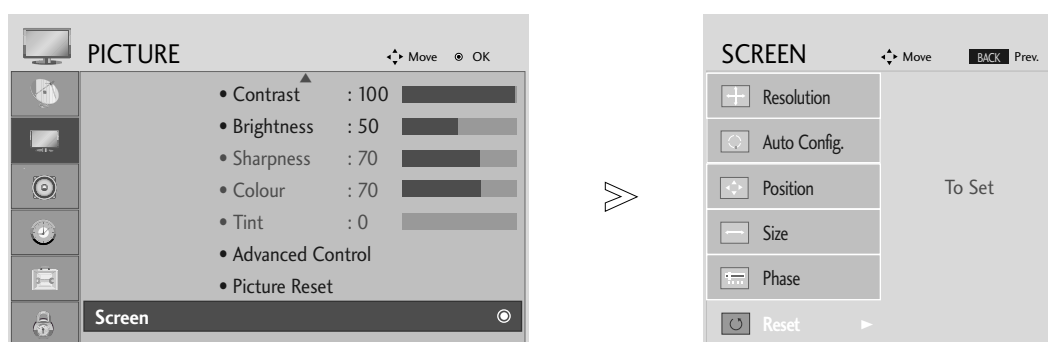 PICTURE Move OK
• Contrast : 100
• Brightness : 50
• Sharpness : 70
• Colour : 70
• Tint : 0
• Advanced Control
• Picture Reset
Screen
SCREEN Move BACK Prev.
Resolution
Auto Config.
Position
Size
Phase
Reset
To Set